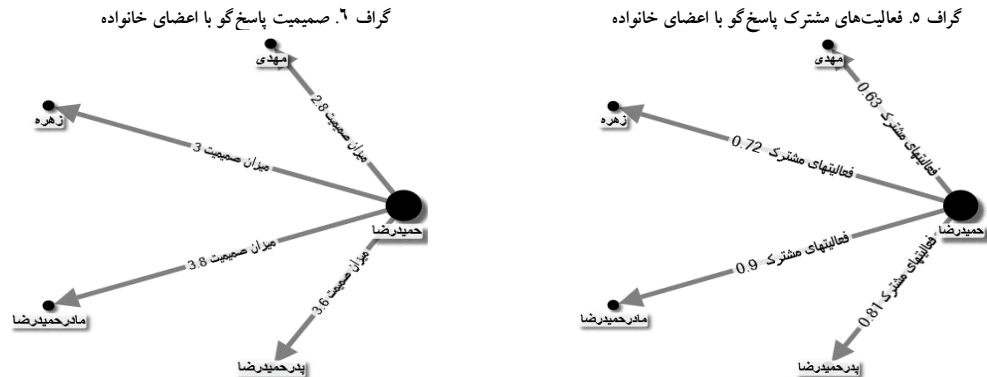 گراف ٥. فعالیت‌های مشترک پاسخ‌گو با اعضای خانواده
مهدی
فعالیتهای مشترک 0.63
زهره
فعالیتهای مشترک 0.72
حمیدرضا
فعالیتهای مشترک 0.9
فعالیتهای مشترک 0.81
مادرحمیدرضا
پدرحمیدرضا
گراف ٦. صمیمیت پاسخ‌گو با اعضای خانواده
مهدی
میزان صمیمیت 2.8
زهره
میزان صمیمیت 3
حمیدرضا
میزان صمیمیت 3.8
میزان صمیمیت 3.6
مادرحمیدرضا
پدرحمیدرضا